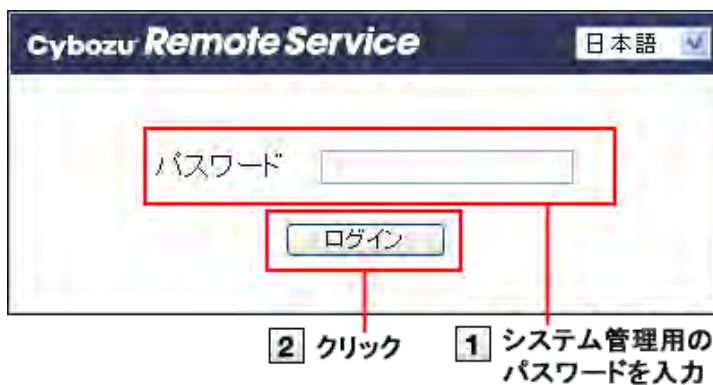 Cybozu Remote Service
日本語
パスワード
ログイン
2 クリック
1 システム管理用の
パスワードを入力